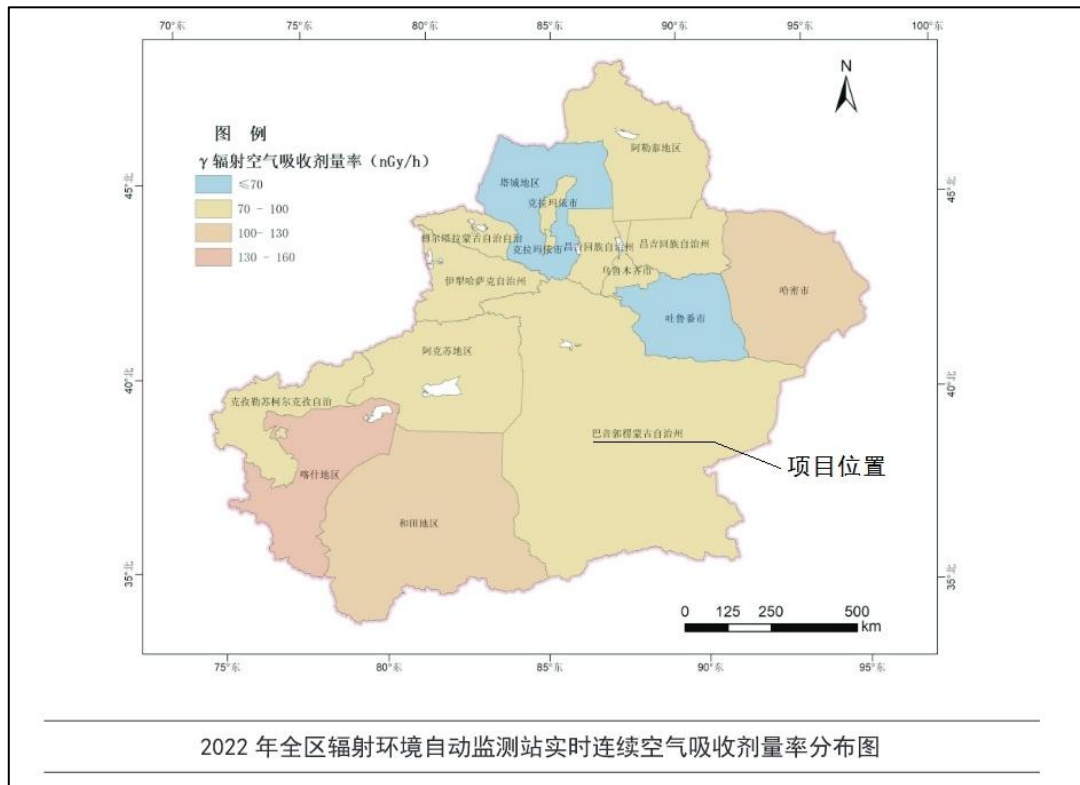 70°东 75°东 80°东 85°东 90°东 95°东 100°东
N
图 例
γ辐射空气吸收剂量率（nGy/h）
≤70
70 - 100
100- 130
130 - 160
45°北
45°北
阿勒泰地区
塔城地区
克拉玛依市
博尔塔拉蒙古自治自治
克拉玛依市
昌吉回族自治州
昌吉回族自治州
乌鲁木齐市
伊犁哈萨克自治州
哈密市
吐鲁番市
阿克苏地区
40°北
40°北
克孜勒苏柯尔克孜自治
巴音郭楞蒙古自治州
项目位置
喀什地区
和田地区
35°北
35°北
0 125 250 500
km
75°东 80°东 85°东 90°东 95°东
2022 年全区辐射环境自动监测站实时连续空气吸收剂量率分布图